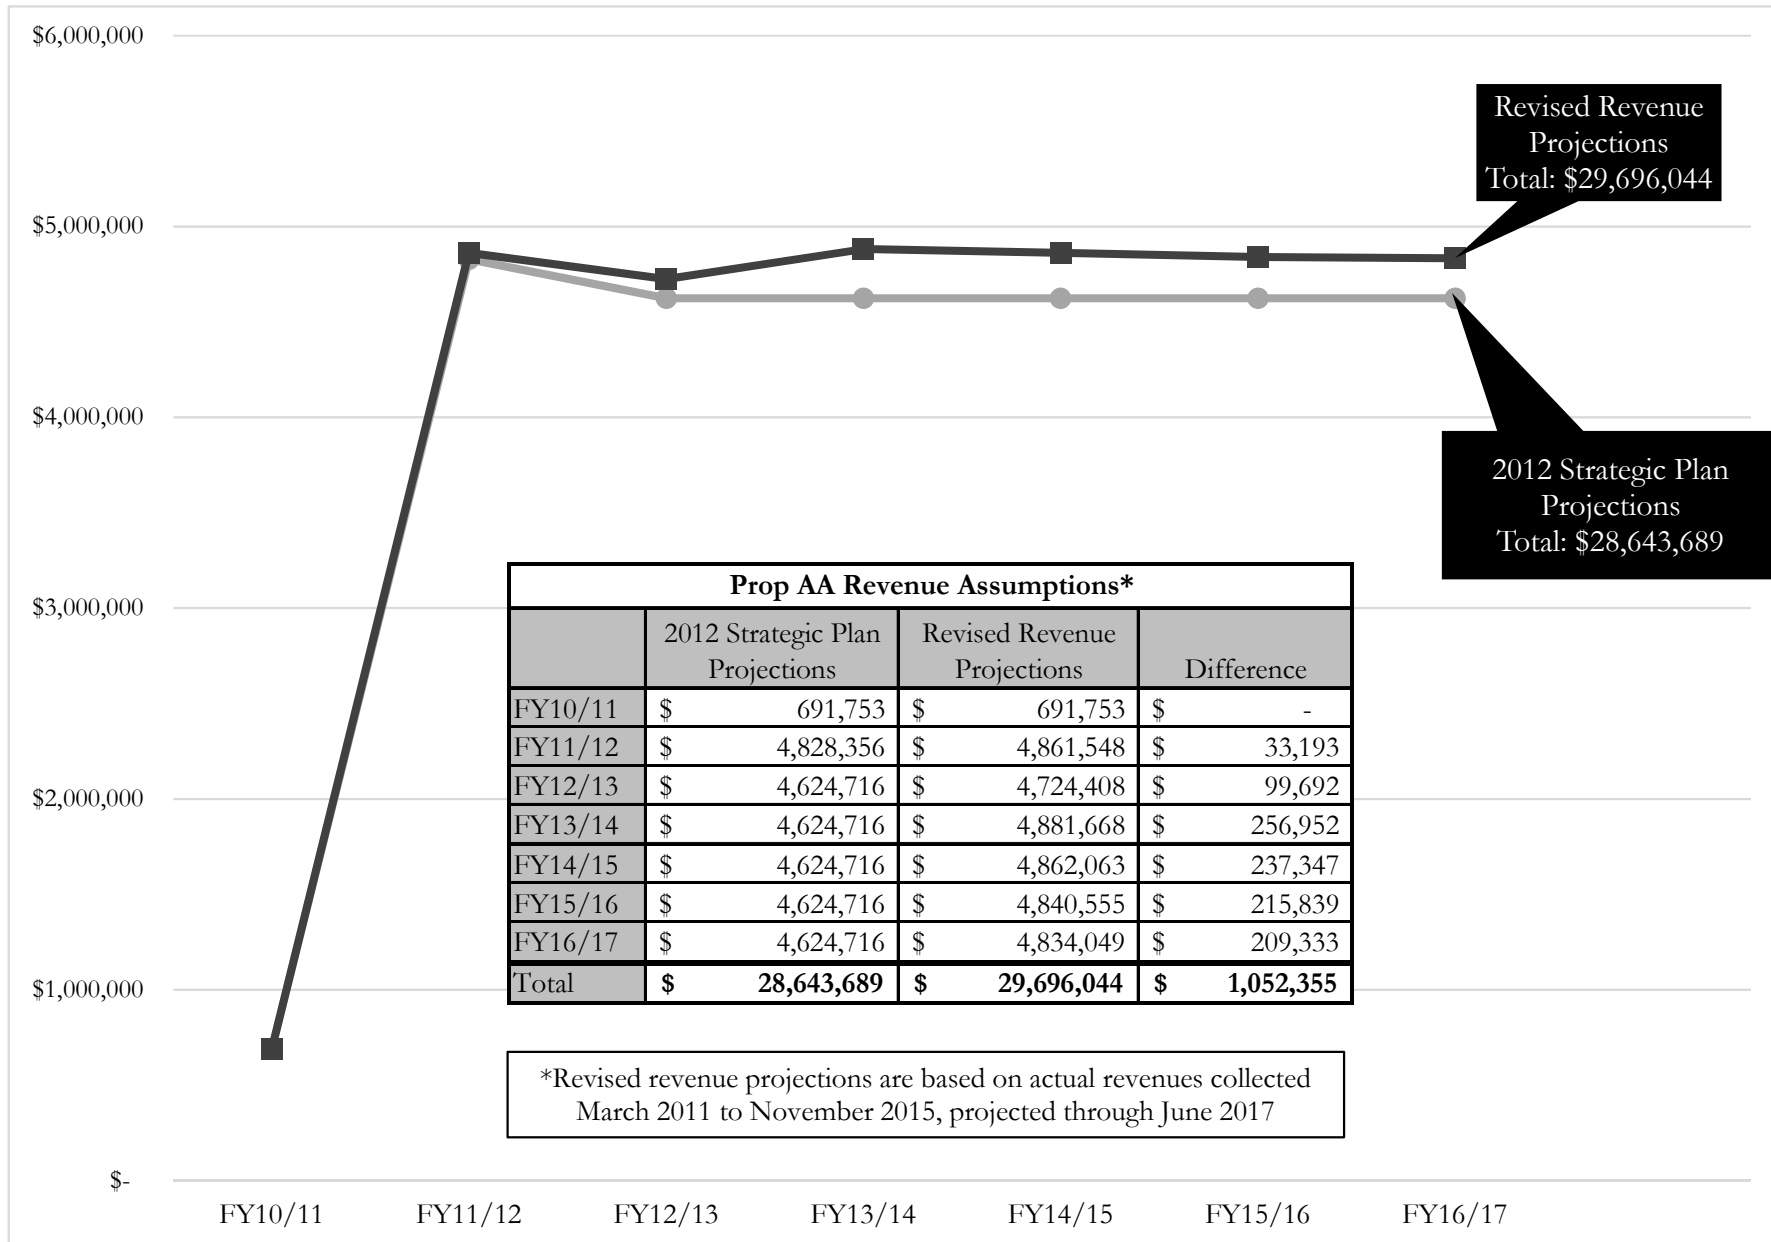 $6,000,000
$5,000,000
$4,000,000
$3,000,000
$2,000,000
$1,000,000
$-
FY10/11 FY11/12 FY12/13 FY13/14 FY14/15 FY15/16 FY16/17
Revised Revenue
Projections
Total: $29,696,044
2012 Strategic Plan
Projections
Total: $28,643,689
Prop AA Revenue Assumptions*
2012 Strategic Plan Projections Revised Revenue Projections Difference
FY10/11 $ 691,753 $ 691,753 $ -
FY11/12 $ 4,828,356 $ 4,861,548 $ 33,193
FY12/13 $ 4,624,716 $ 4,724,408 $ 99,692
FY13/14 $ 4,624,716 $ 4,881,668 $ 256,952
FY14/15 $ 4,624,716 $ 4,862,063 $ 237,347
FY15/16 $ 4,624,716 $ 4,840,555 $ 215,839
FY16/17 $ 4,624,716 $ 4,834,049 $ 209,333
Total $ 28,643,689 $ 29,696,044 $ 1,052,355
*Revised revenue projections are based on actual revenues collected
March 2011 to November 2015, projected through June 2017